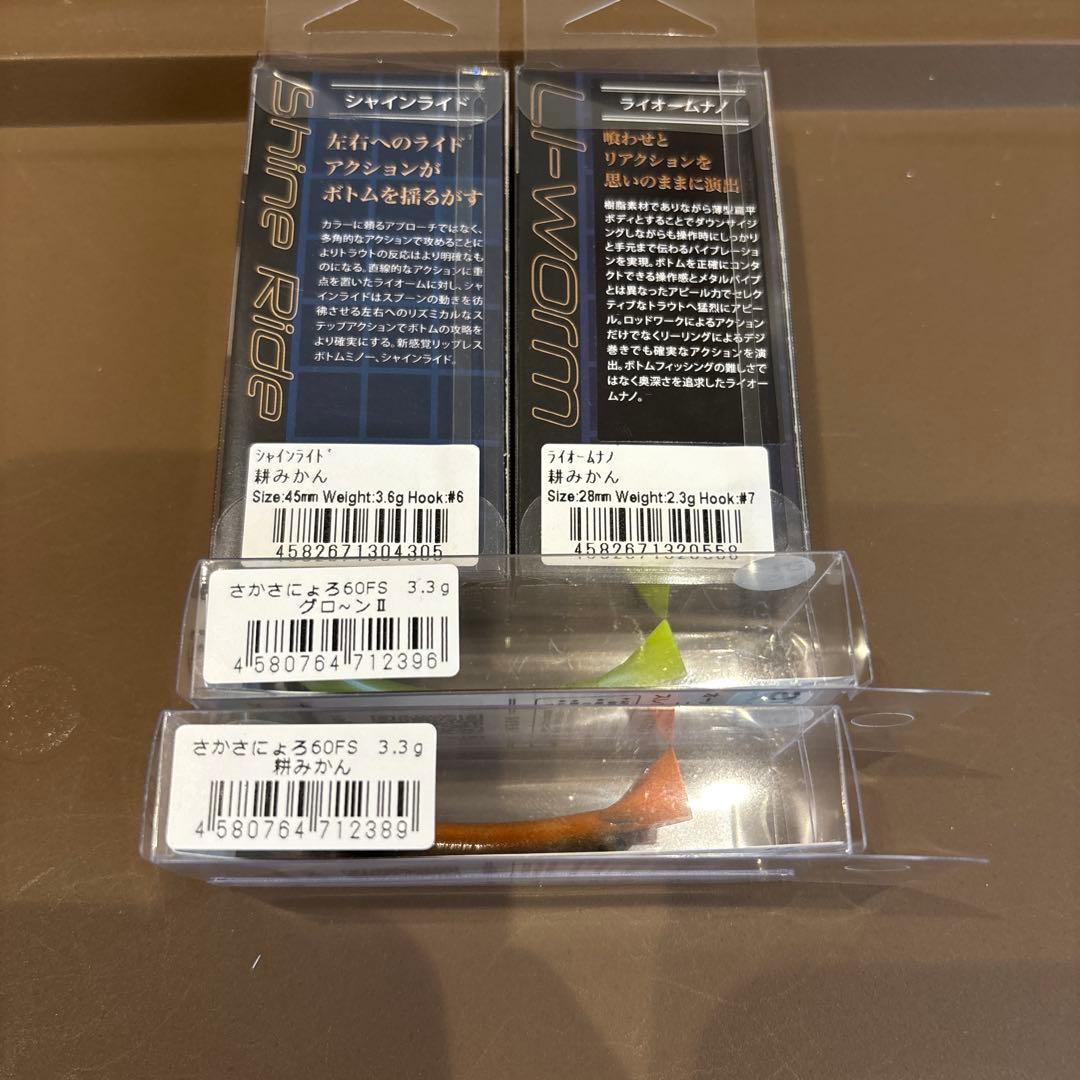 Shine Ride
シャインライド
左右へのライド
アクションが
ボトムを揺るがす
カラーに頼るアプローチではなく、
多角的なアクションで攻めることに
よりトラウトの反応はより明確なも
のになる。直線的なアクションに重
点を置いたライオームに対し、シャ
インライドはスプーンの動きを彷
彿させる左右へのリズミカルなス
テップアクションでボトムの攻略を
より確実にする。新感覚リップレス
ボトムミノー、シャインライド。
シャインライド
耕みかん
Size:45mm Weight:3.6g Hook:#6
4582671304305
LI-worm
ライオームナノ
喰わせと
リアクションを
思いのままに演出
樹脂素材でありながら薄型扁平
ボディとすることでダウンサイジ
ングしながらも操作時にしっかり
と手元まで伝わるバイブレーショ
ンを実現。ボトムを正確にコンタ
クトできる操作感とメタルバイブ
とは異なったアピール力でセレク
ティブなトラウトへ猛烈にアピー
ル。ロッドワークによるアクション
だけでなくリーリングによるデジ
巻きでも確実なアクションを演
出。ボトムフィッシングの難しさで
はなく奥深さを追求したライオー
ムナノ。
ライオームナノ
耕みかん
Size:28mm Weight:2.3g Hook:#7
4582671320558
さかさにょろ60FS 3.3g
グロ~ンⅡ
4 580764 712396
さかさにょろ60FS 3.3g
耕みかん
4 580764 712389